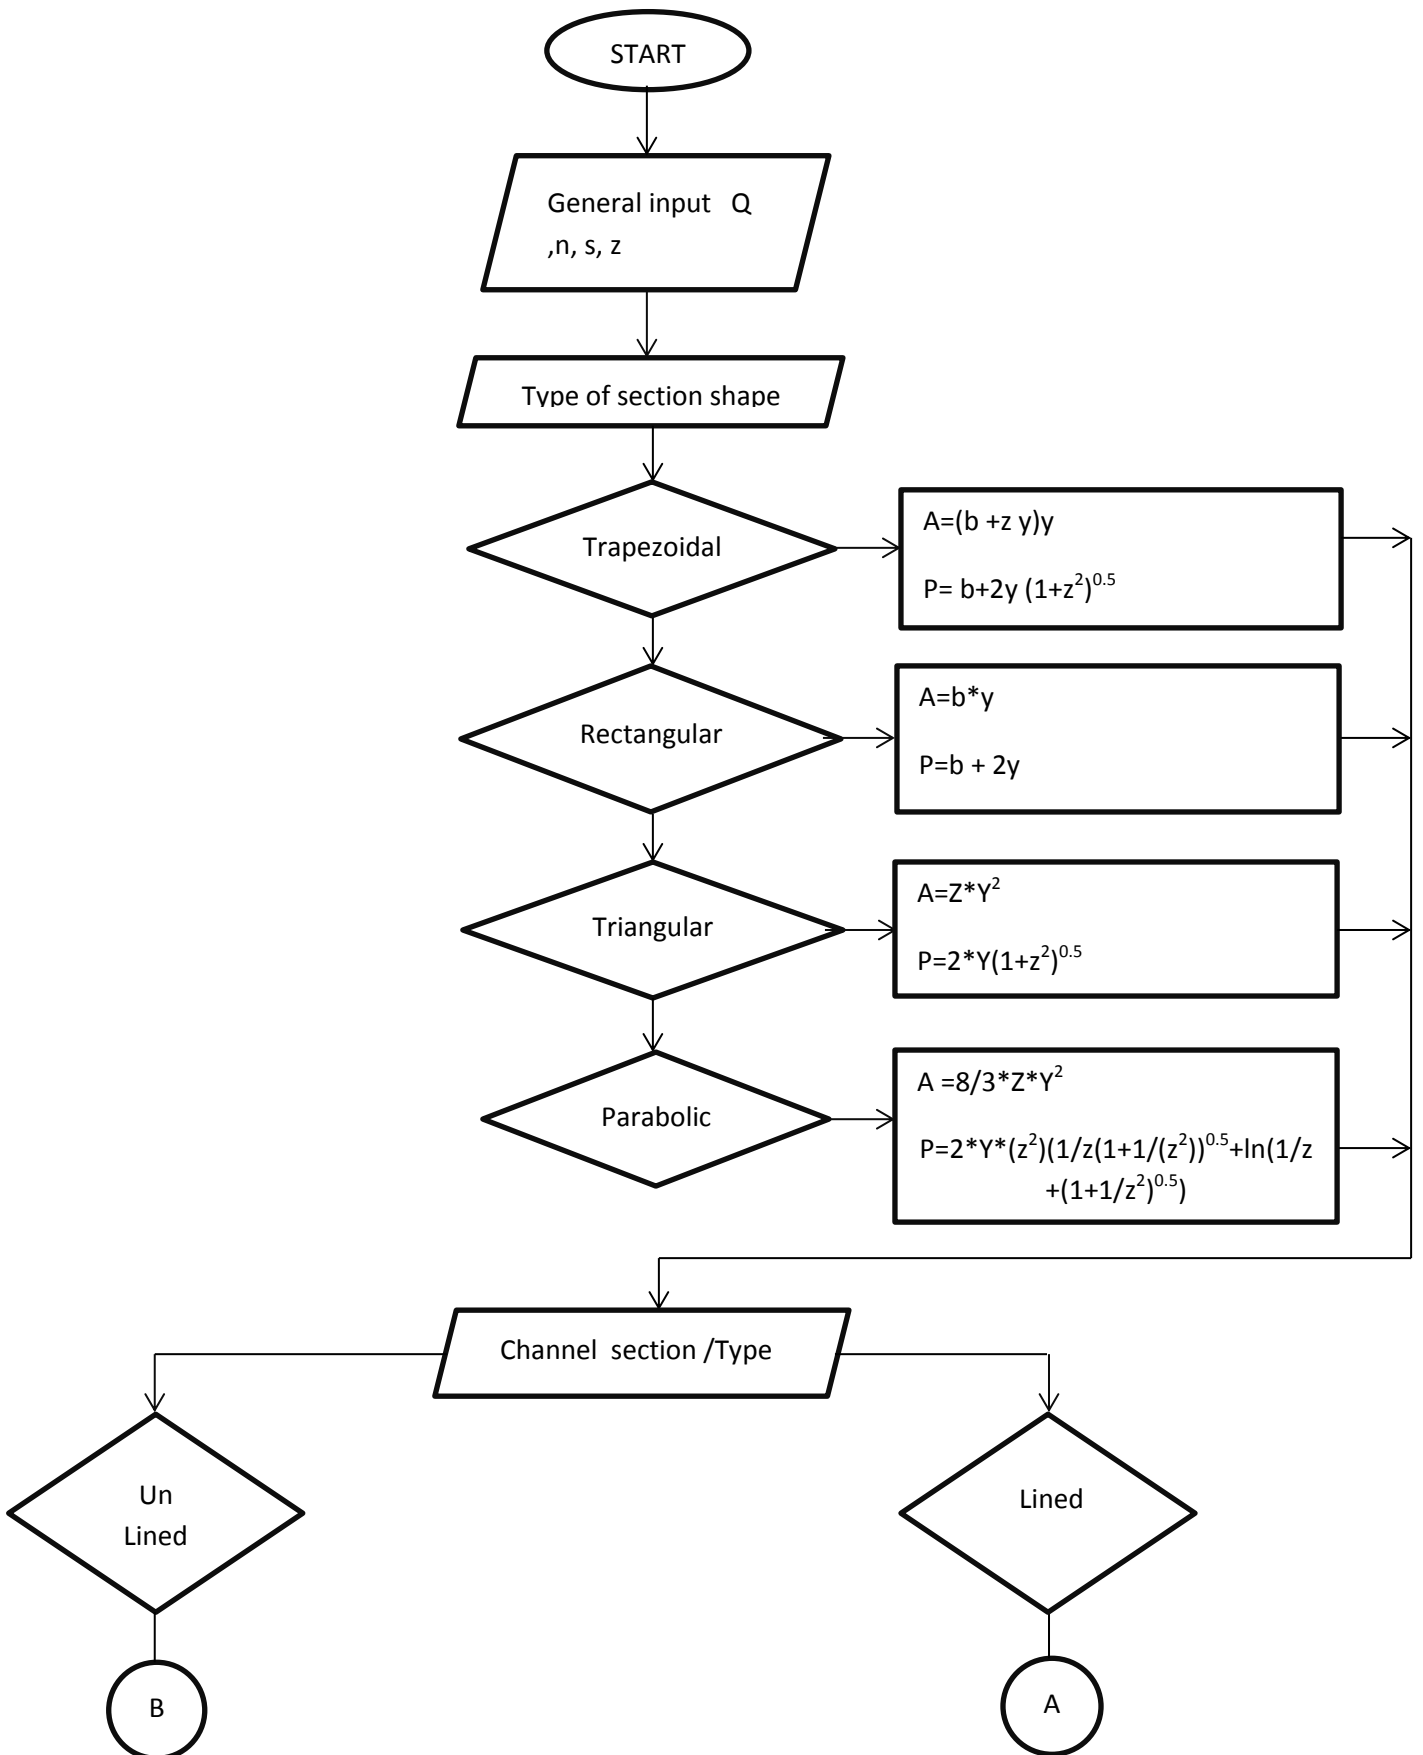 START
General input   Q
,n, s, z
Type of section shape
Trapezoidal
A=(b +z y)y
P= b+2y (1+z²)⁰·⁵
Rectangular
A=b*y
P=b + 2y
Triangular
A=Z*Y²
P=2*Y(1+z²)⁰·⁵
Parabolic
A =8/3*Z*Y²
P=2*Y*(z²)(1/z(1+1/(z²))⁰·⁵+ln(1/z
+(1+1/z²)⁰·⁵)
Channel  section /Type
Un
Lined
Lined
B
A